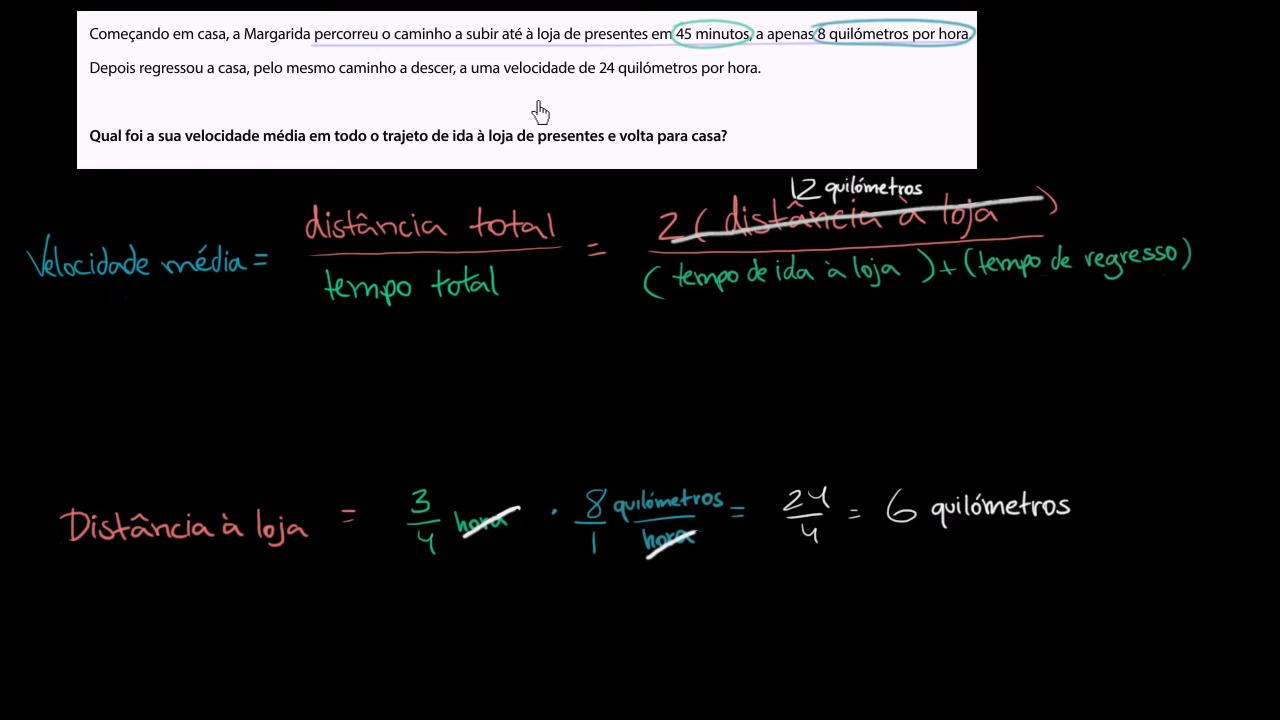 Começando em casa, a Margarida percorreu o caminho a subir até à loja de presentes em 45 minutos, a apenas 8 quilómetros por hora.
Depois regressou a casa, pelo mesmo caminho a descer, a uma velocidade de 24 quilómetros por hora.
Qual foi a sua velocidade média em todo o trajeto de ida à loja de presentes e volta para casa?
12 quilómetros
Velocidade média = distância total / tempo total = 2 ( distância à loja ) / ( tempo de ida à loja ) + (tempo de regresso)
Distância à loja = 3/4 hora · 8/1 quilómetros/hora = 24/4 = 6 quilómetros